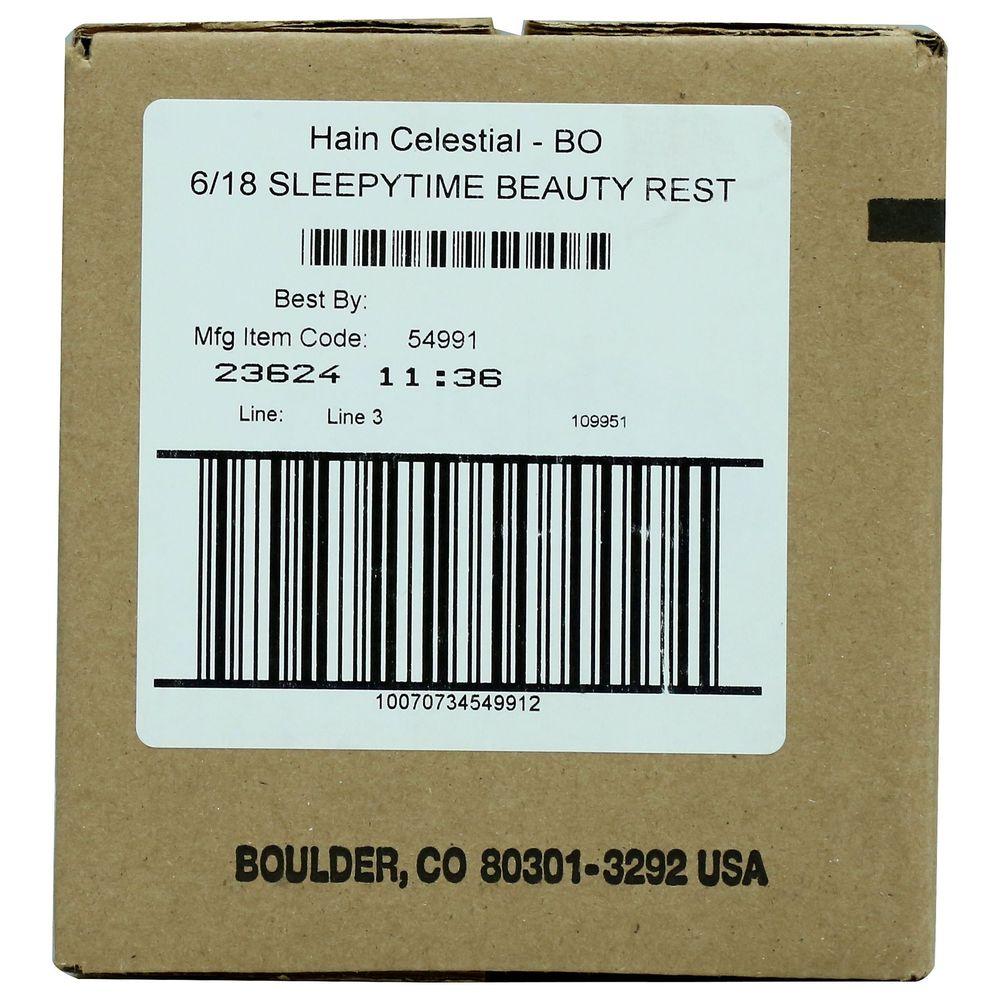 Hain Celestial - BO
6/18 SLEEPYTIME BEAUTY REST
Best By:
Mfg Item Code: 54991
23624 11:36
Line: Line 3 109951
10070734549912
BOULDER, CO 80301-3292 USA